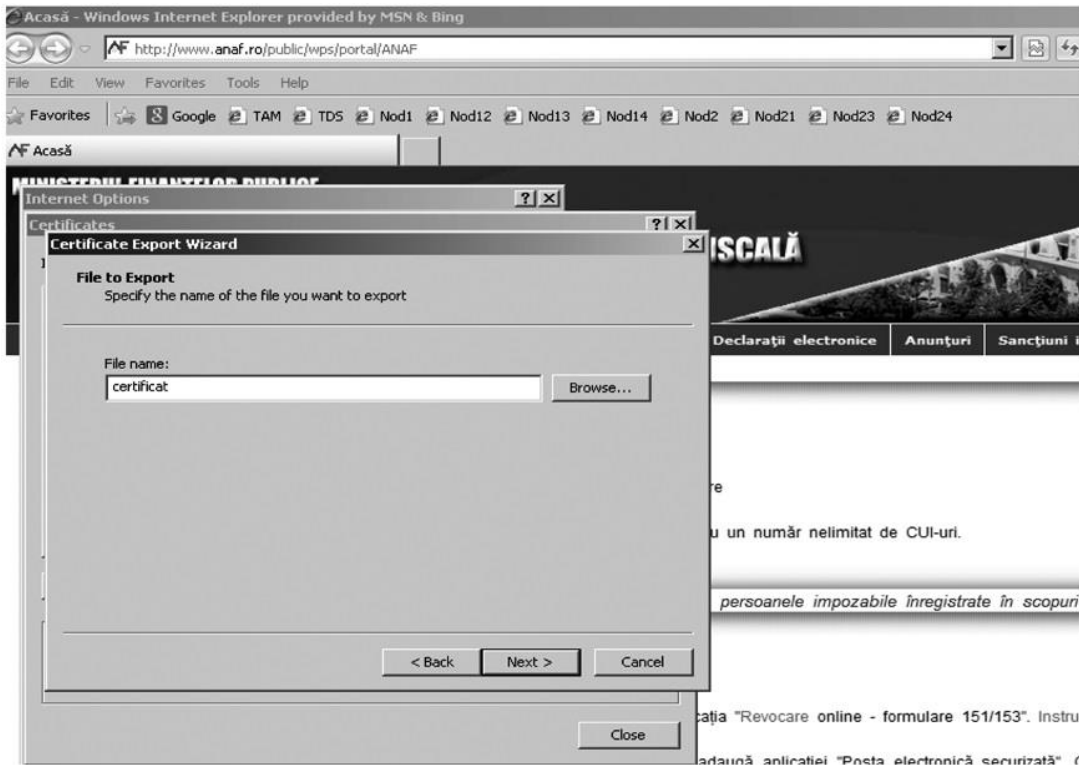 Acasă - Windows Internet Explorer provided by MSN & Bing
http://www.anaf.ro/public/wps/portal/ANAF
File Edit View Favorites Tools Help
Favorites Google TAM TDS Nod1 Nod12 Nod13 Nod14 Nod2 Nod21 Nod23 Nod24
Acasă
MINISTERUL FINANTELOR PUBLICE
Internet Options
Certificates
Certificate Export Wizard
ISCALĂ
File to Export
Specify the name of the file you want to export
Declarații electronice Anunțuri Sancțiuni
File name:
certificat
Browse...
re
u un număr nelimitat de CUI-uri.
persoanele impozabile înregistrate în scopuri
< Back Next > Cancel
cația "Revocare online - formulare 151/153". Instru
Close
adaugă aplicației "Posta electronică securizată".